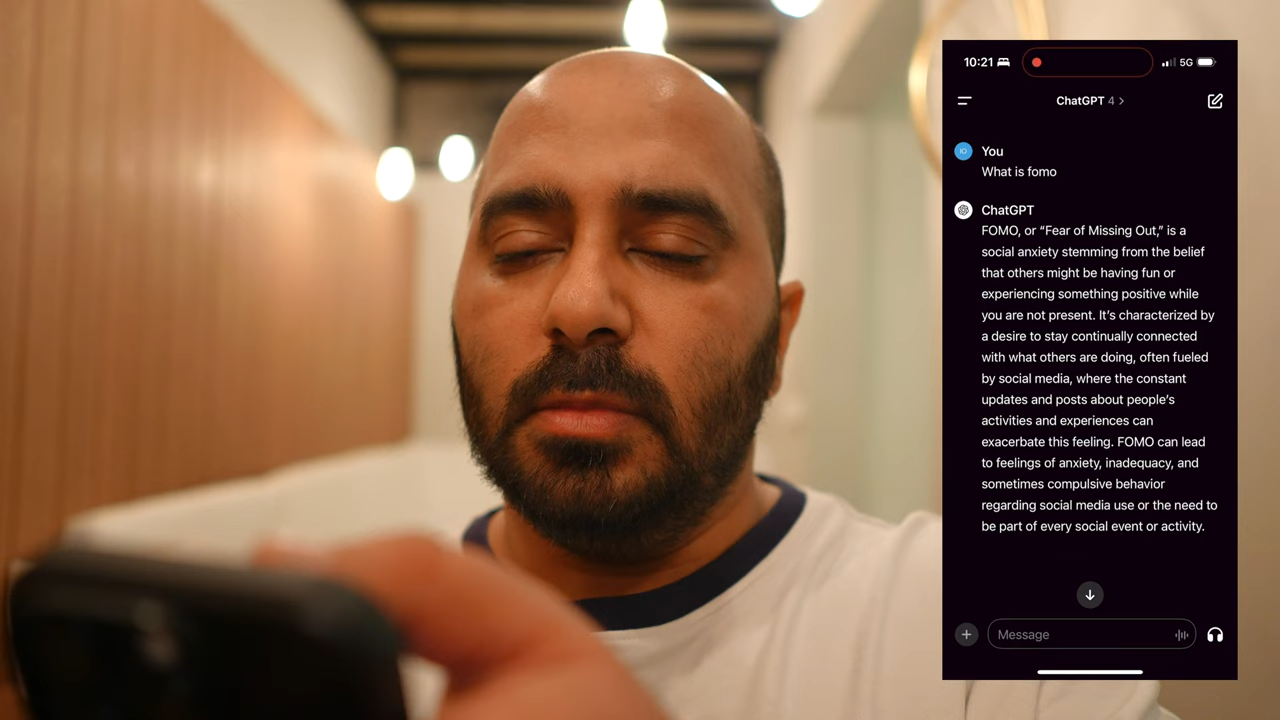 10:21
5G
ChatGPT 4 >
You
What is fomo
ChatGPT
FOMO, or “Fear of Missing Out,” is a
social anxiety stemming from the belief
that others might be having fun or
experiencing something positive while
you are not present. It’s characterized by
a desire to stay continually connected
with what others are doing, often fueled
by social media, where the constant
updates and posts about people’s
activities and experiences can
exacerbate this feeling. FOMO can lead
to feelings of anxiety, inadequacy, and
sometimes compulsive behavior
regarding social media use or the need to
be part of every social event or activity.
Message